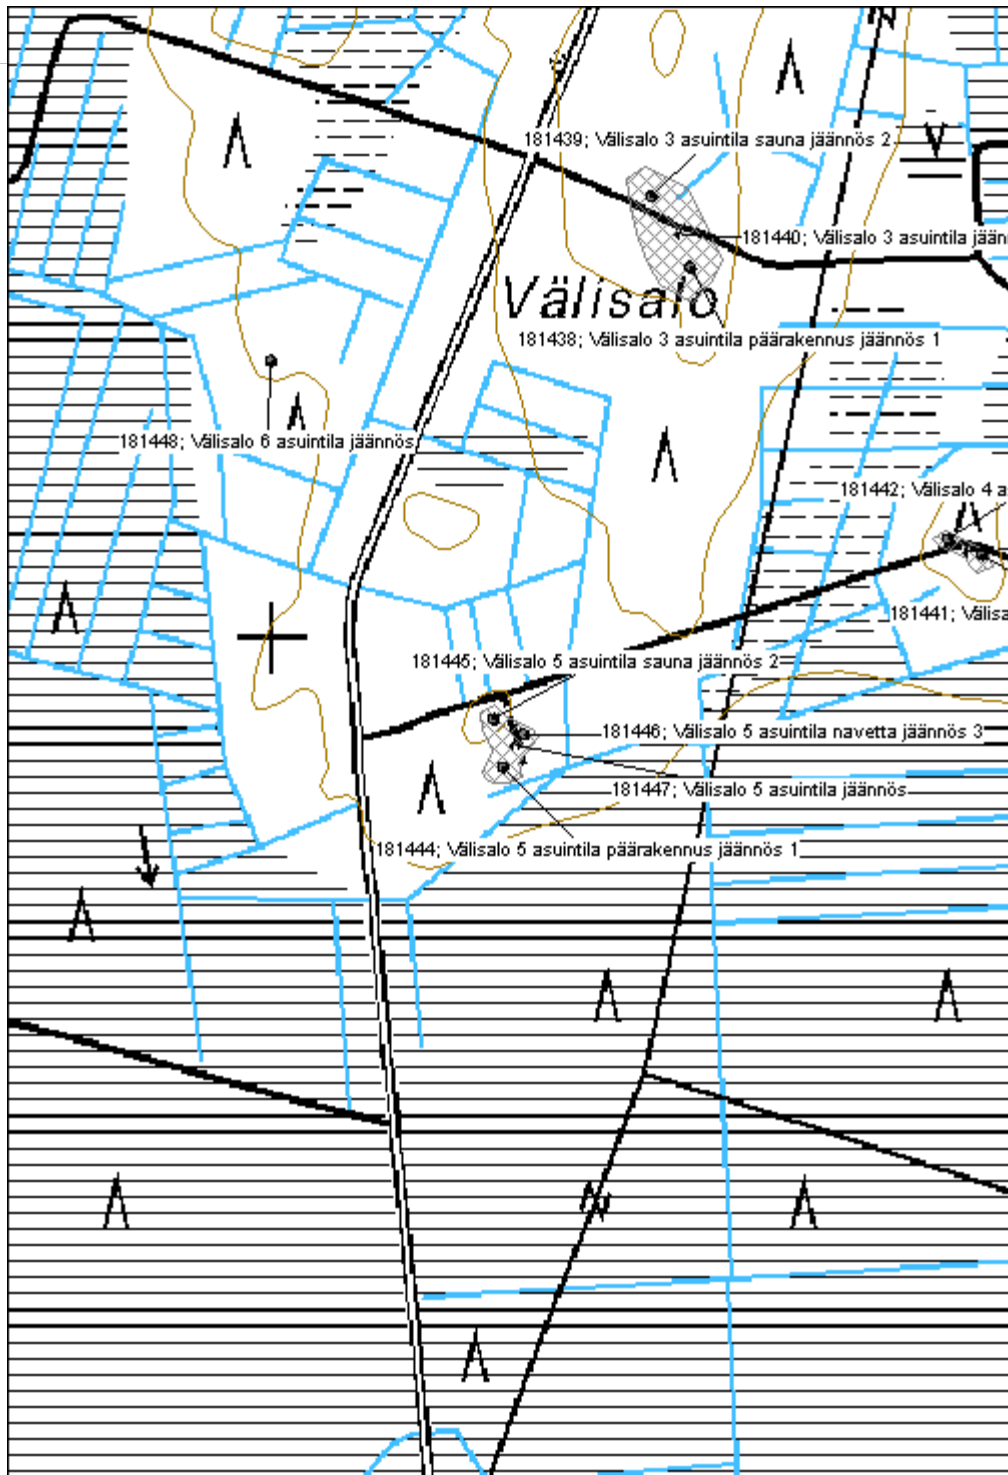 181439; Välisalo 3 asuintila sauna jäännös 2
181440; Välisalo 3 asuintila jään
Välisalo
181438; Välisalo 3 asuintila päärakennus jäännös 1
181448; Välisalo 6 asuintila jäännös
181442; Välisalo 4 a
181441; Välisa
181445; Välisalo 5 asuintila sauna jäännös 2
181446; Välisalo 5 asuintila navetta jäännös 3
181447; Välisalo 5 asuintila jäännös
181444; Välisalo 5 asuintila päärakennus jäännös 1